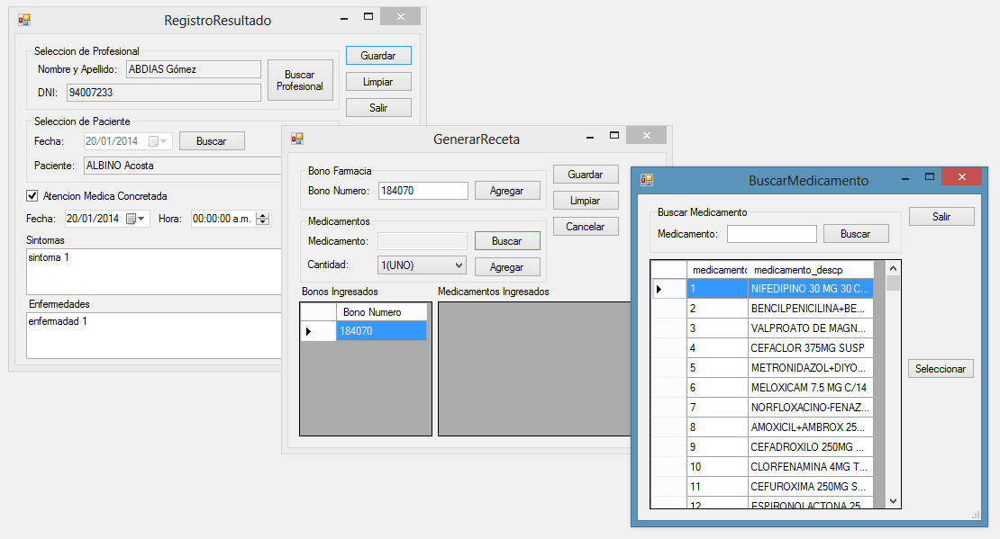 RegistroResultado
Seleccion de Profesional
Nombre y Apellido: ABDIAS Gómez
DNI: 94007233
Buscar Profesional
Guardar
Limpiar
Salir
Seleccion de Paciente
Fecha: 20/01/2014 Buscar
Paciente: ALBINO Acosta
Atencion Medica Concretada
Fecha: 20/01/2014 Hora: 00:00:00 a.m.
Sintomas
sintoma 1
Enfermedades
enfermadad 1
GenerarReceta
Bono Farmacia
Bono Numero: 184070 Agregar
Guardar
Limpiar
Cancelar
Medicamentos
Medicamento: Buscar
Cantidad: 1(UNO) Agregar
Bonos Ingresados
Bono Numero
184070
Medicamentos Ingresados
BuscarMedicamento
Buscar Medicamento
Medicamento: Buscar
Salir
medicamento medicamento_descp
1 NIFEDIPINO 30 MG 30 C...
2 BENCILPENICILINA+BE...
3 VALPROATO DE MAGN...
4 CEFACLOR 375MG SUSP
5 METRONIDAZOL+DIYO...
6 MELOXICAM 7.5 MG C/14
7 NORFLOXACINO-FENAZ...
8 AMOXICIL+AMBROX 25...
9 CEFADROXILO 250MG ...
10 CLORFENAMINA 4MG T...
11 CEFUROXIMA 250MG S...
12 ESPIRONOLACTONA 25
Seleccionar